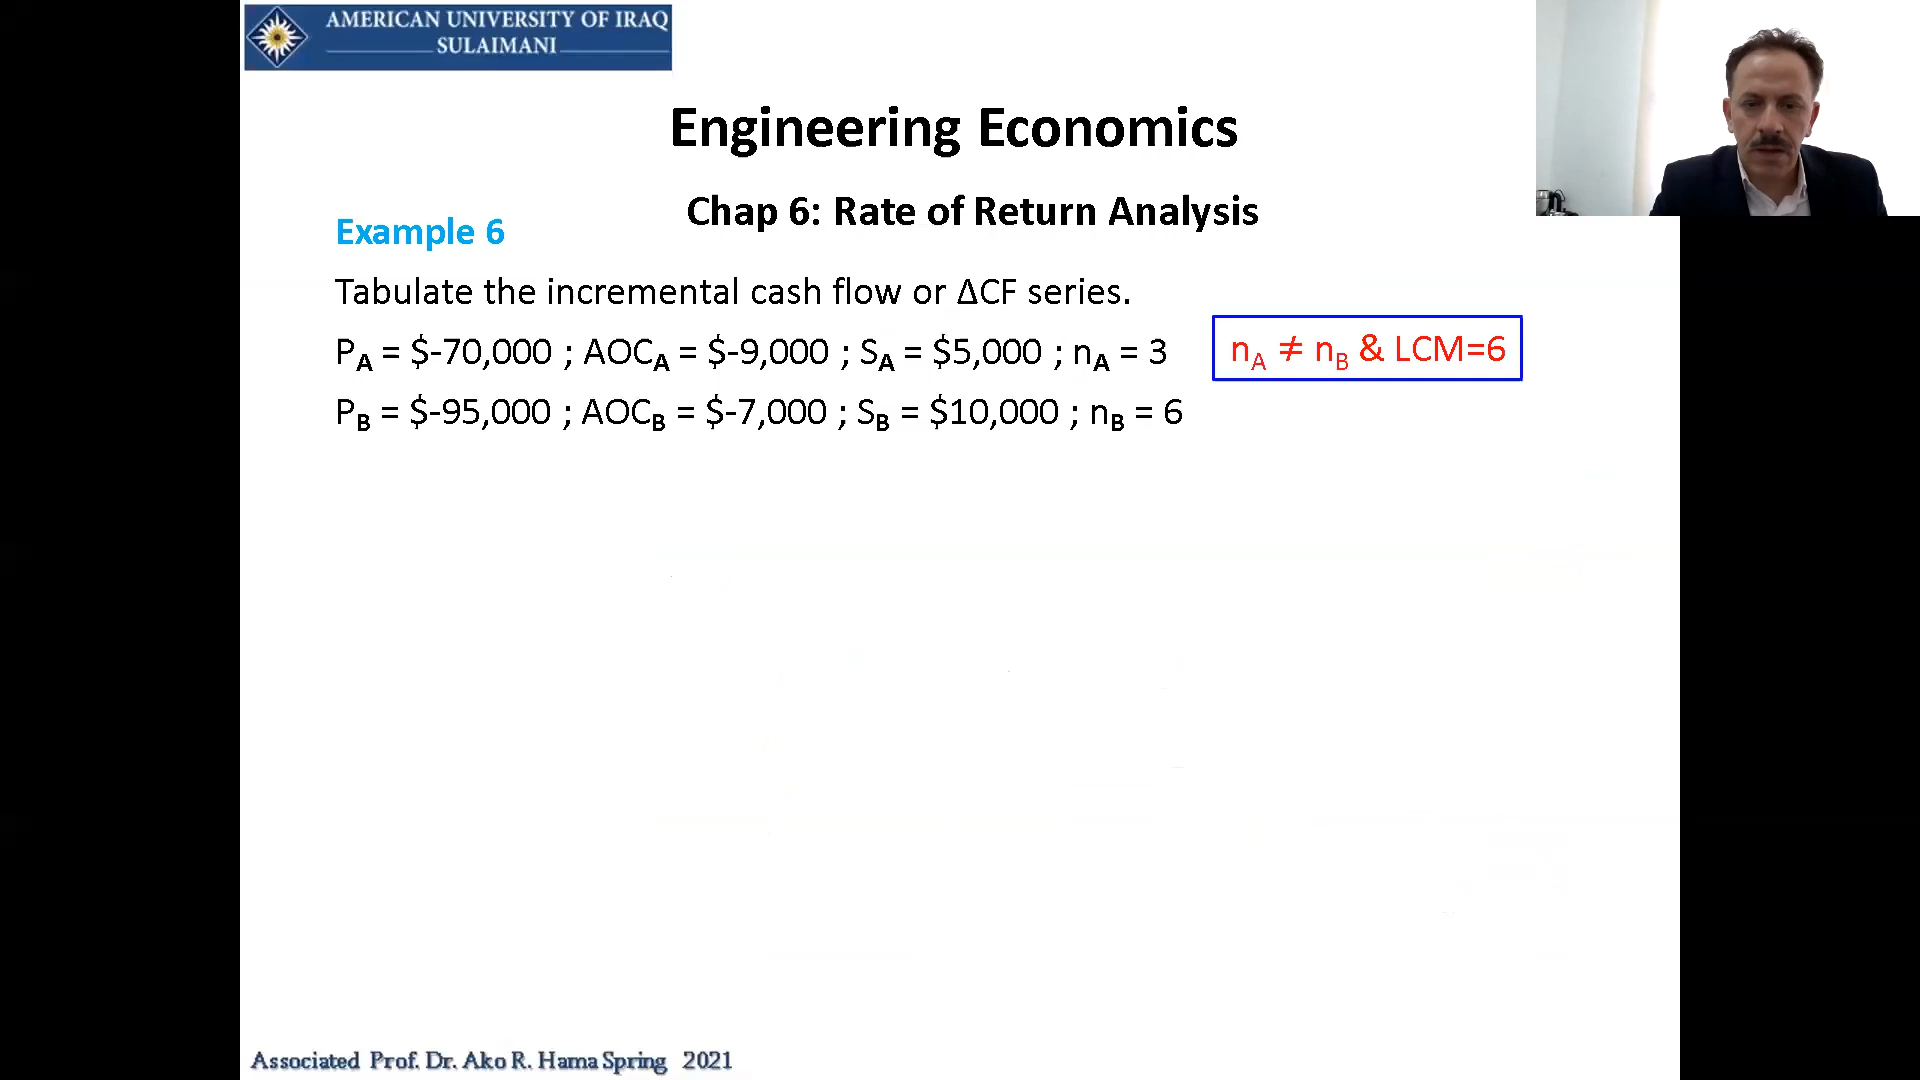 AMERICAN UNIVERSITY OF IRAQ
SULAIMANI
Engineering Economics
Chap 6: Rate of Return Analysis
Example 6
Tabulate the incremental cash flow or ΔCF series.
P_A = $-70,000 ; AOC_A = $-9,000 ; S_A = $5,000 ; n_A = 3
n_A ≠ n_B & LCM=6
P_B = $-95,000 ; AOC_B = $-7,000 ; S_B = $10,000 ; n_B = 6
Associated Prof. Dr. Ako R. Hama Spring 2021